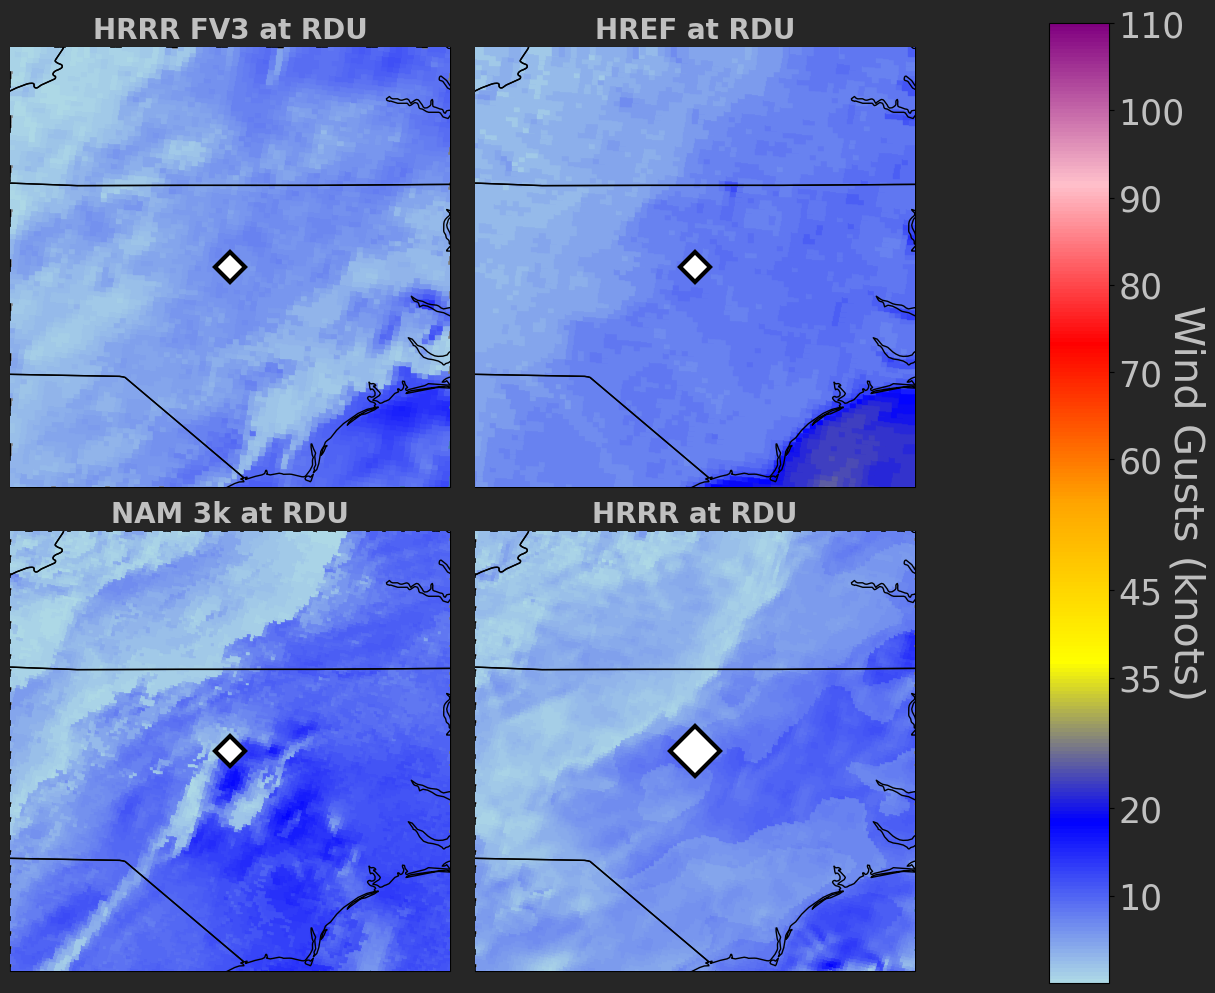 HRRR FV3 at RDU
HREF at RDU
NAM 3k at RDU
HRRR at RDU
110
100
90
80
70
60
45
35
20
10
Wind Gusts (knots)